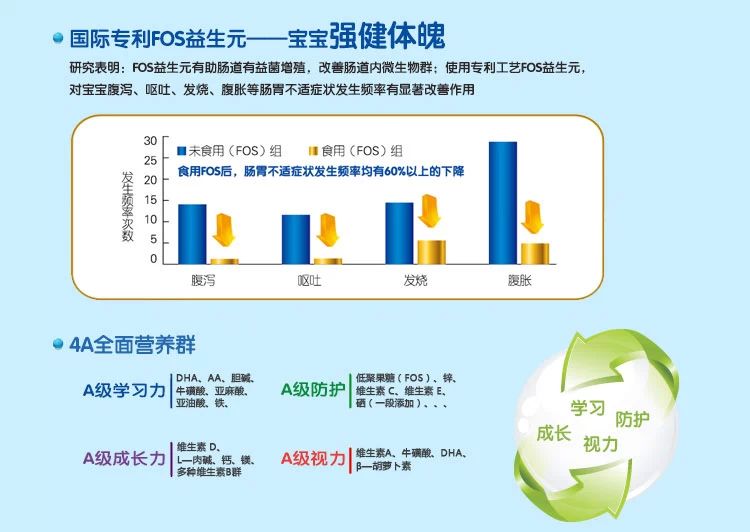 国际专利FOS益生元——宝宝强健体魄
研究表明：FOS益生元有助肠道有益菌增殖，改善肠道内微生物群；使用专利工艺FOS益生元，
对宝宝腹泻、呕吐、发烧、腹胀等肠胃不适症状发生频率有显著改善作用
发生频率次数
30
25
20
15
10
5
0
未食用（FOS）组
食用（FOS）组
食用FOS后，肠胃不适症状发生频率均有60%以上的下降
腹泻
呕吐
发烧
腹胀
4A全面营养群
A级学习力
DHA、AA、胆碱、
牛磺酸、亚麻酸、
亚油酸、铁、
A级防护
低聚果糖（FOS）、锌、
维生素 C、维生素 E、
硒（一段添加）、、、
A级成长力
维生素 D、
L—肉碱、钙、镁、
多种维生素B群
A级视力
维生素A、牛磺酸、DHA、
β—胡萝卜素
学习
防护
成长
视力